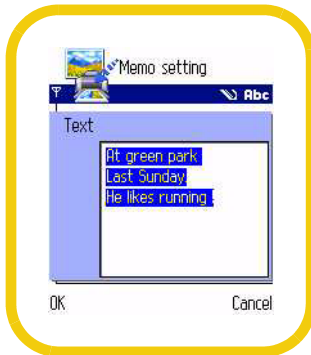 Memo setting
Abc
Text
At green park
Last Sunday.
He likes running .
OK
Cancel